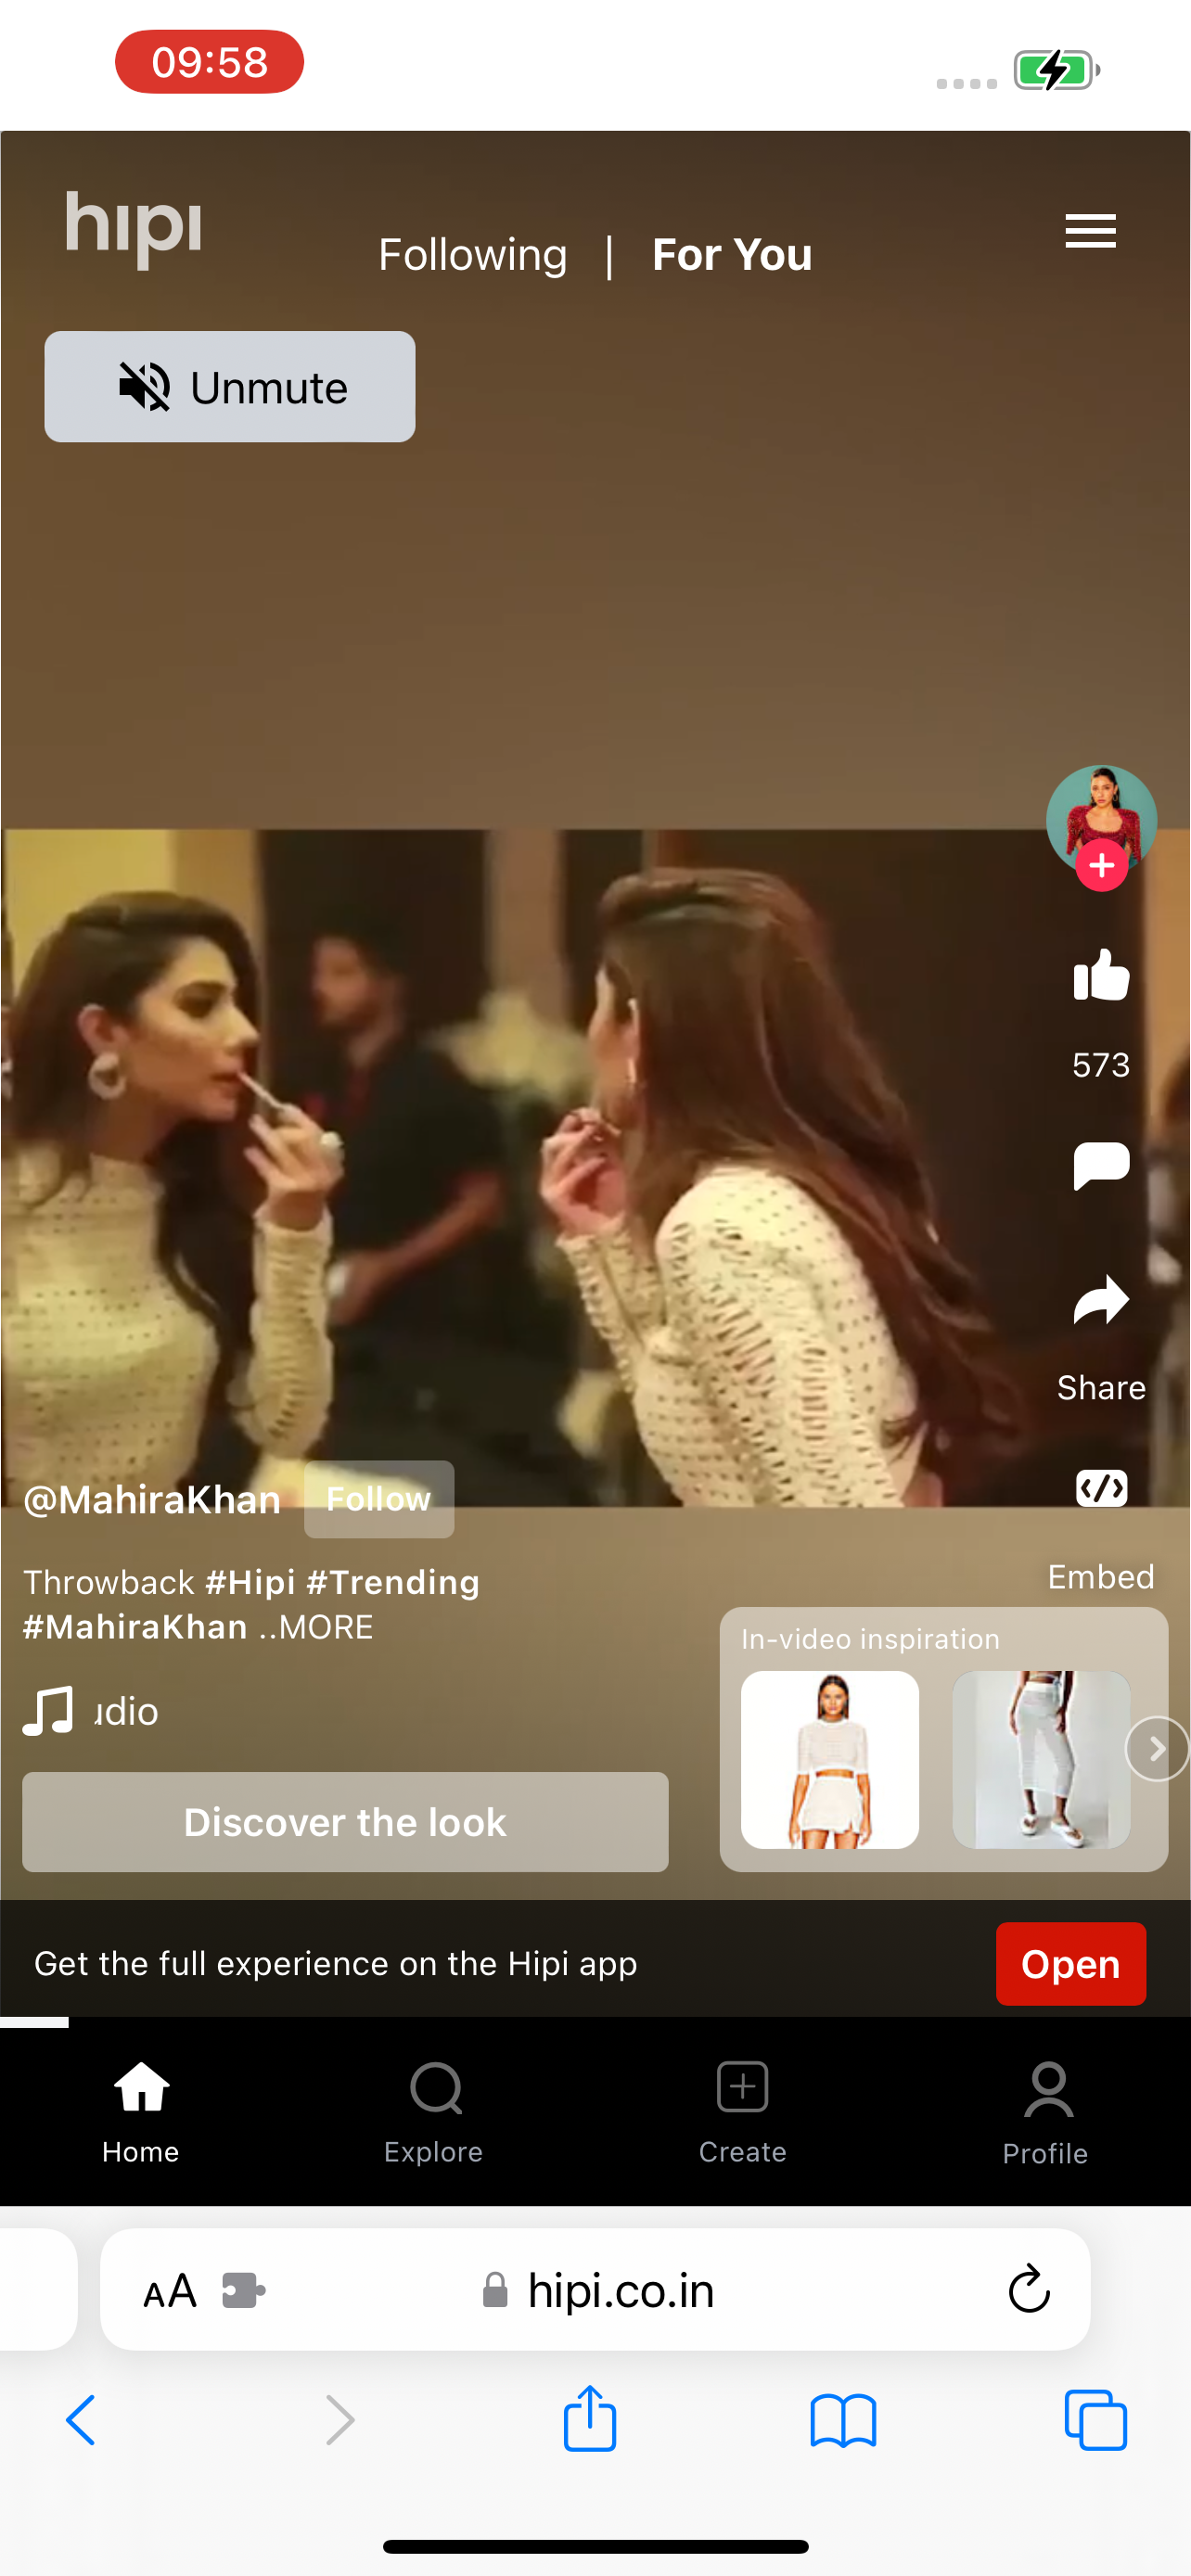 09:58
hipi
Following | For You
Unmute
573
Share
@MahiraKhan Follow
Throwback #Hipi #Trending
#MahiraKhan ..MORE
Embed
In-video inspiration
dio
Discover the look
Get the full experience on the Hipi app
Open
Home
Explore
Create
Profile
AA
hipi.co.in